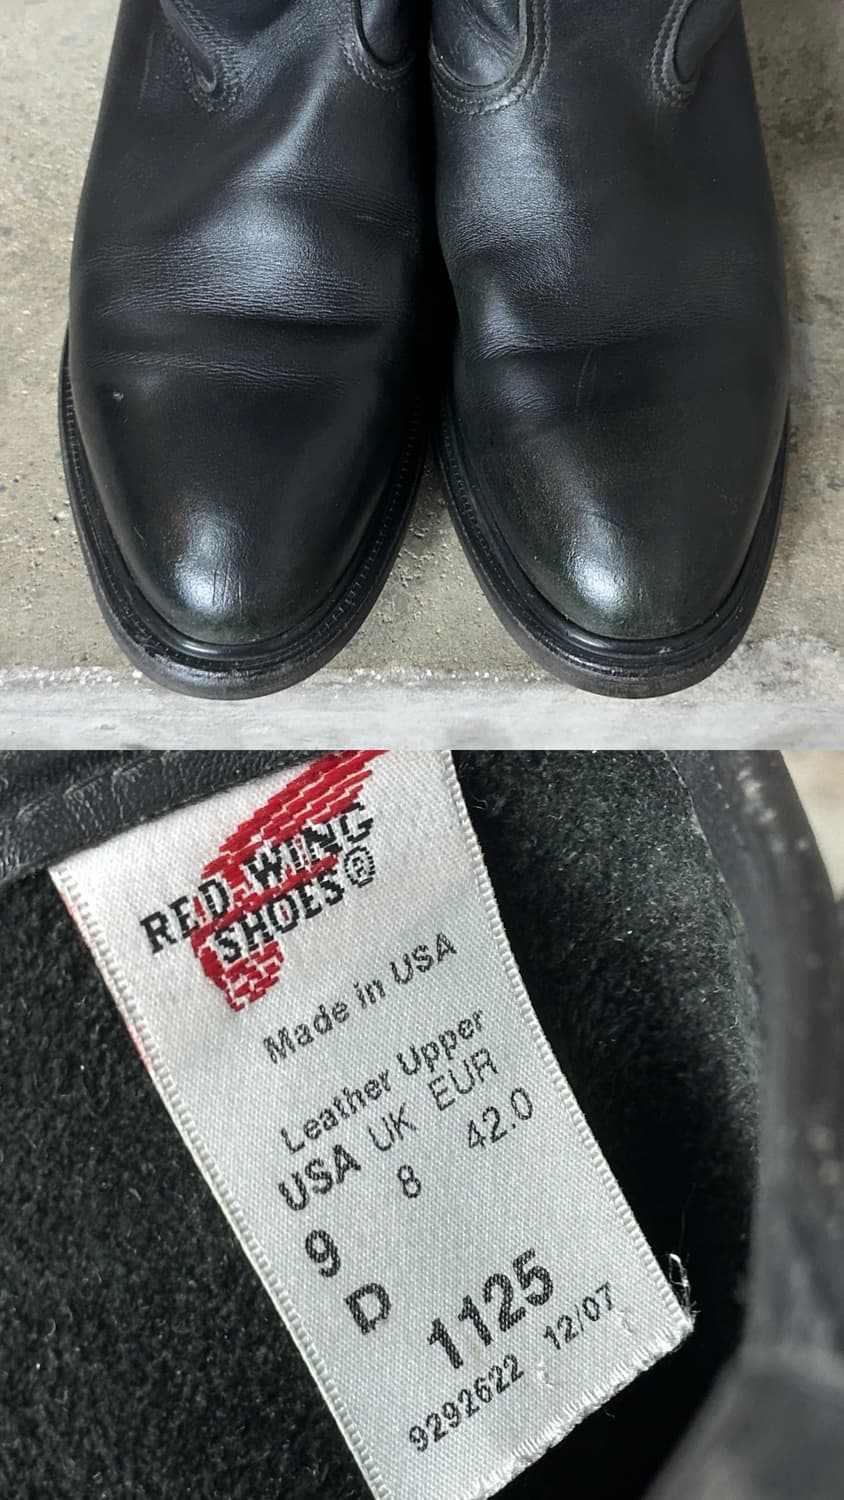 RED WING
SHOES®
Made in USA
Leather Upper
USA UK EUR
9 8 42.0
D
1125
9292622 12/07